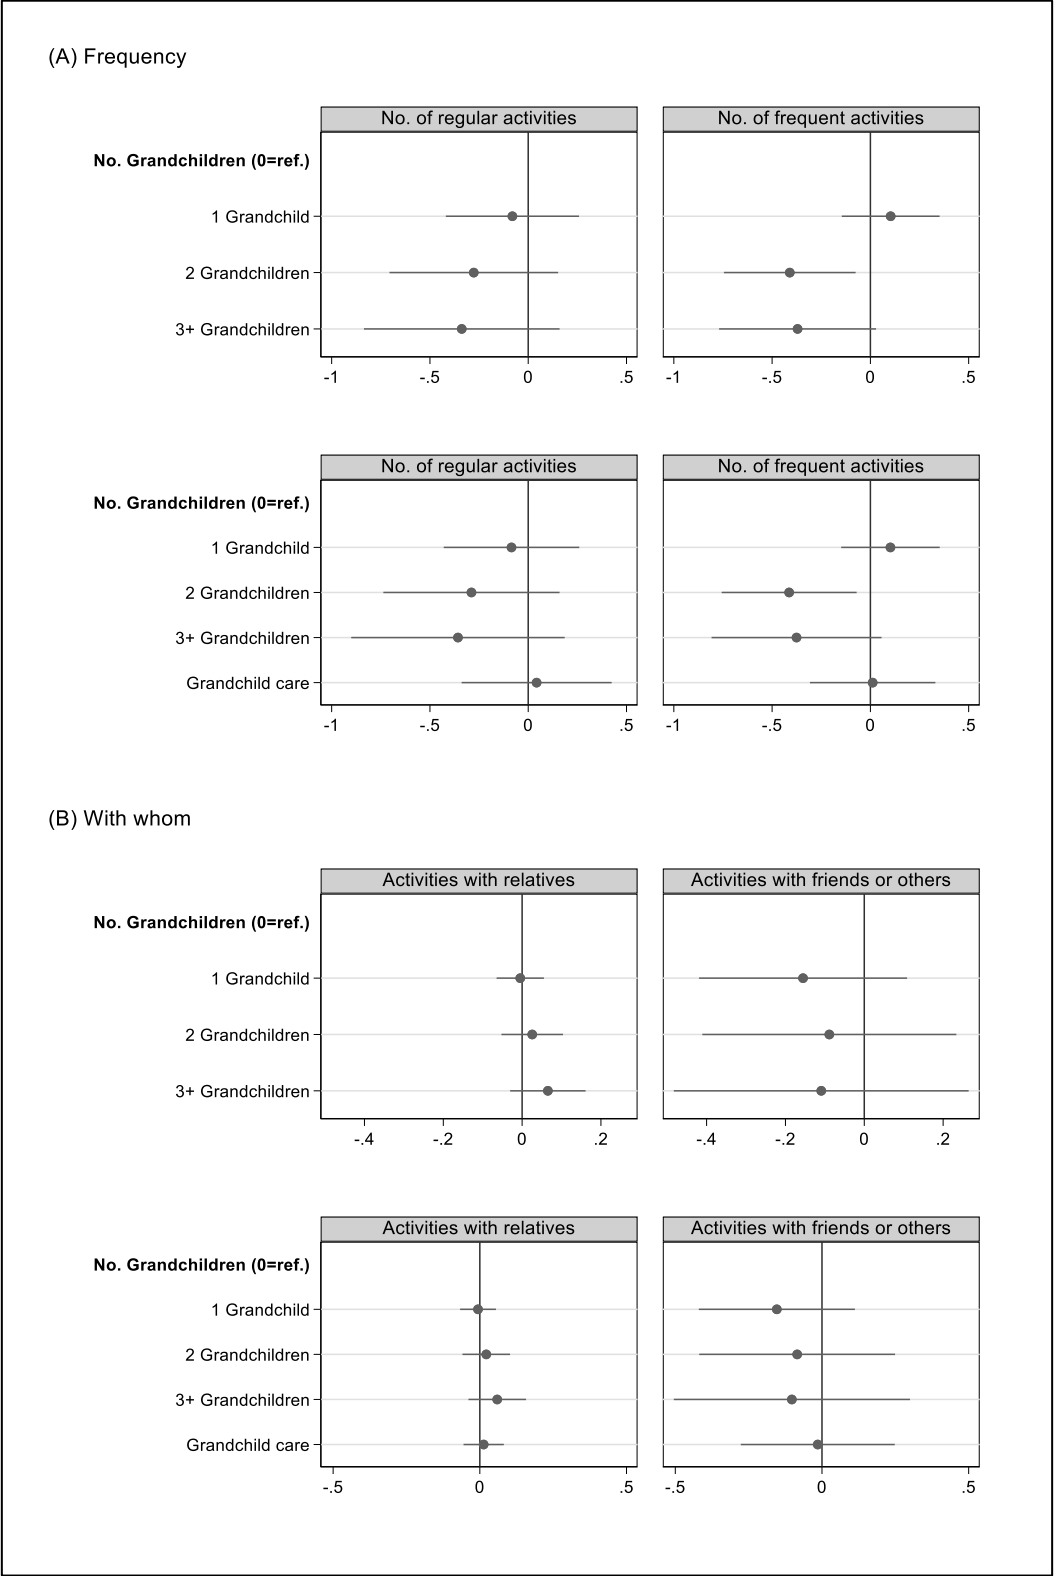 (A) Frequency
No. of regular activities
No. of frequent activities
No. Grandchildren (0=ref.)
1 Grandchild
2 Grandchildren
3+ Grandchildren
-1 -.5 0 .5
-1 -.5 0 .5
No. of regular activities
No. of frequent activities
No. Grandchildren (0=ref.)
1 Grandchild
2 Grandchildren
3+ Grandchildren
Grandchild care
-1 -.5 0 .5
-1 -.5 0 .5
(B) With whom
Activities with relatives
Activities with friends or others
No. Grandchildren (0=ref.)
1 Grandchild
2 Grandchildren
3+ Grandchildren
-.4 -.2 0 .2
-.4 -.2 0 .2
Activities with relatives
Activities with friends or others
No. Grandchildren (0=ref.)
1 Grandchild
2 Grandchildren
3+ Grandchildren
Grandchild care
-.5 0 .5
-.5 0 .5